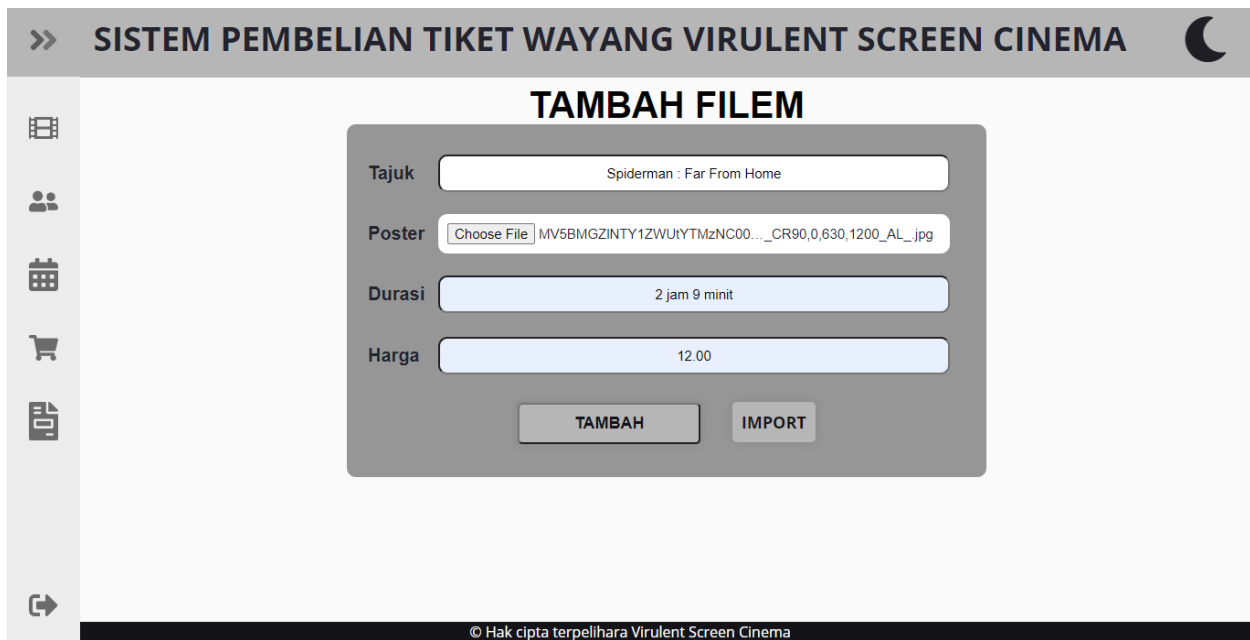 SISTEM PEMBELIAN TIKET WAYANG VIRULENT SCREEN CINEMA
TAMBAH FILEM
Tajuk Spiderman : Far From Home
Poster Choose File MV5BMGZlNTY1ZWUtYTMzNC00..._CR90,0,630,1200_AL_.jpg
Durasi 2 jam 9 minit
Harga 12.00
TAMBAH IMPORT
© Hak cipta terpelihara Virulent Screen Cinema